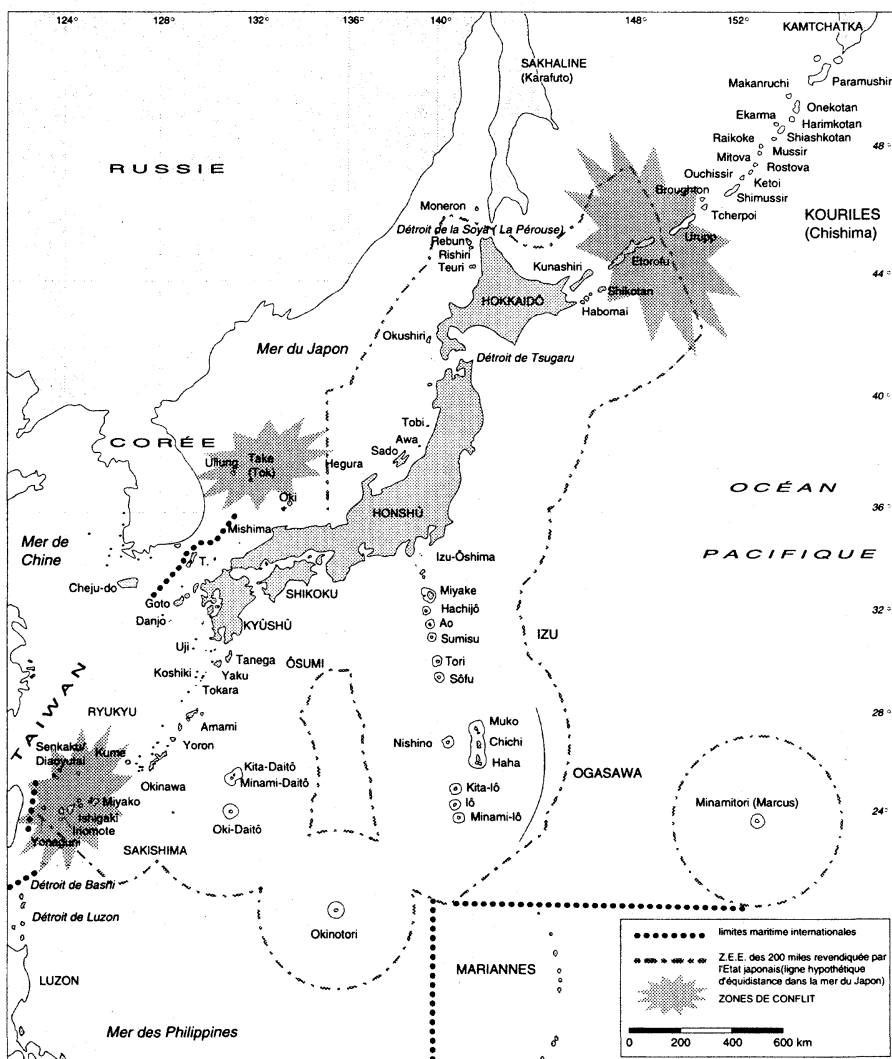 124°
128°
132°
136°
140°
148°
152°
KAMTCHATKA
SAKHALINE
(Karafuto)
Paramushir
Makanruchi
Onekotan
Ekarma
Harimkotan
Raikoke
Shiashkotan
48°
Mitova
Mussir
Rostova
Ouchissir
Ketoi
Broughton
Shimussir
Tcherpoi
RUSSIE
KOURILES
(Chishima)
Moneron
Détroit de la Soya ( La Pérouse)
Rebun
Rishiri
Teuri
Urupp
Etorofu
Kunashiri
44°
HOKKAIDÔ
Shikotan
Habomai
Okushiri
Mer du Japon
Détroit de Tsugaru
40°
Tobi
Awa
Sado
CORÉE
Ullung
Take
(Tok)
Hegura
Oki
OCÉAN
PACIFIQUE
HONSHÛ
36°
Mishima
Mer de
Chine
T.
Izu-Ôshima
Cheju-do
SHIKOKU
Goto
Danjo
KYÛSHÛ
Miyake
Hachijô
Ao
Sumisu
32°
IZU
Uji
Tanega
ÔSUMI
Koshiki
Yaku
Tokara
Tori
Sôfu
TAIWAN
RYUKYU
Amami
Yoron
28°
Muko
Nishino
Chichi
Haha
Senkaku/
Diaoyutai
Kume
Okinawa
Kita-Daitô
Minami-Daitô
OGASAWA
Kita-Iô
Iô
Minami-Iô
Minamitori (Marcus)
Miyako
Ishigaki
Iriomote
Yonaguni
Oki-Daitô
24°
SAKISHIMA
Détroit de Bashi
Détroit de Luzon
Okinotori
LUZON
MARIANNES
Mer des Philippines
limites maritime internationales
Z.E.E. des 200 miles revendiquée par
l'Etat japonais(ligne hypothétique
d'équidistance dans la mer du Japon)
ZONES DE CONFLIT
0 200 400 600 km